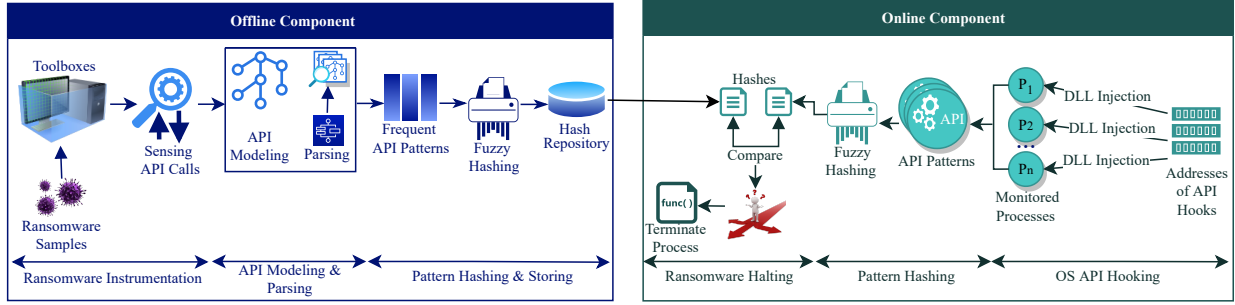 Offline Component
Toolboxes
Sensing
API Calls
Ransomware
Samples
API
Modeling
Parsing
Frequent
API Patterns
Fuzzy
Hashing
Hash
Repository
Ransomware Instrumentation
API Modeling &
Parsing
Pattern Hashing & Storing
Online Component
Hashes
Compare
func()
Terminate
Process
Fuzzy
Hashing
API
API Patterns
P1
P2
...
Pn
Monitored
Processes
DLL Injection
DLL Injection
DLL Injection
Addresses
of API
Hooks
Ransomware Halting
Pattern Hashing
OS API Hooking